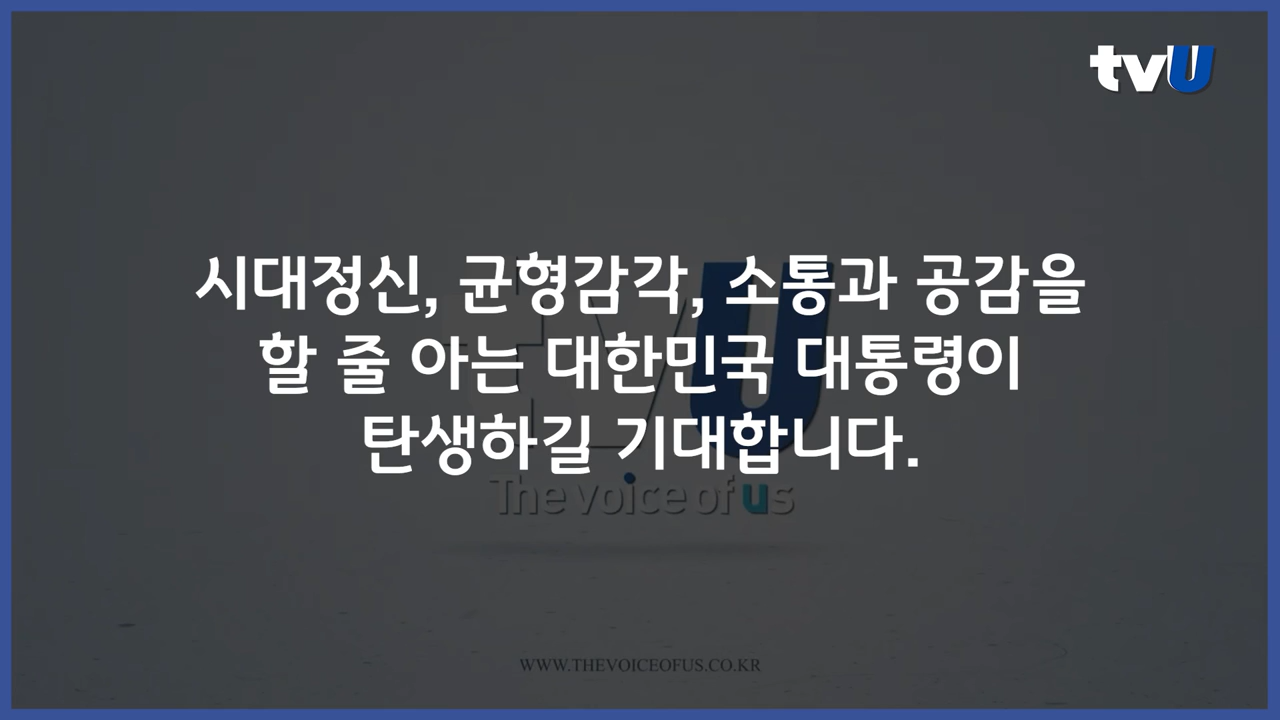 tvU
시대정신, 균형감각, 소통과 공감을
할 줄 아는 대한민국 대통령이
탄생하길 기대합니다.
tvU
The voice of us
WWW.THEVOICEOFUS.CO.KR